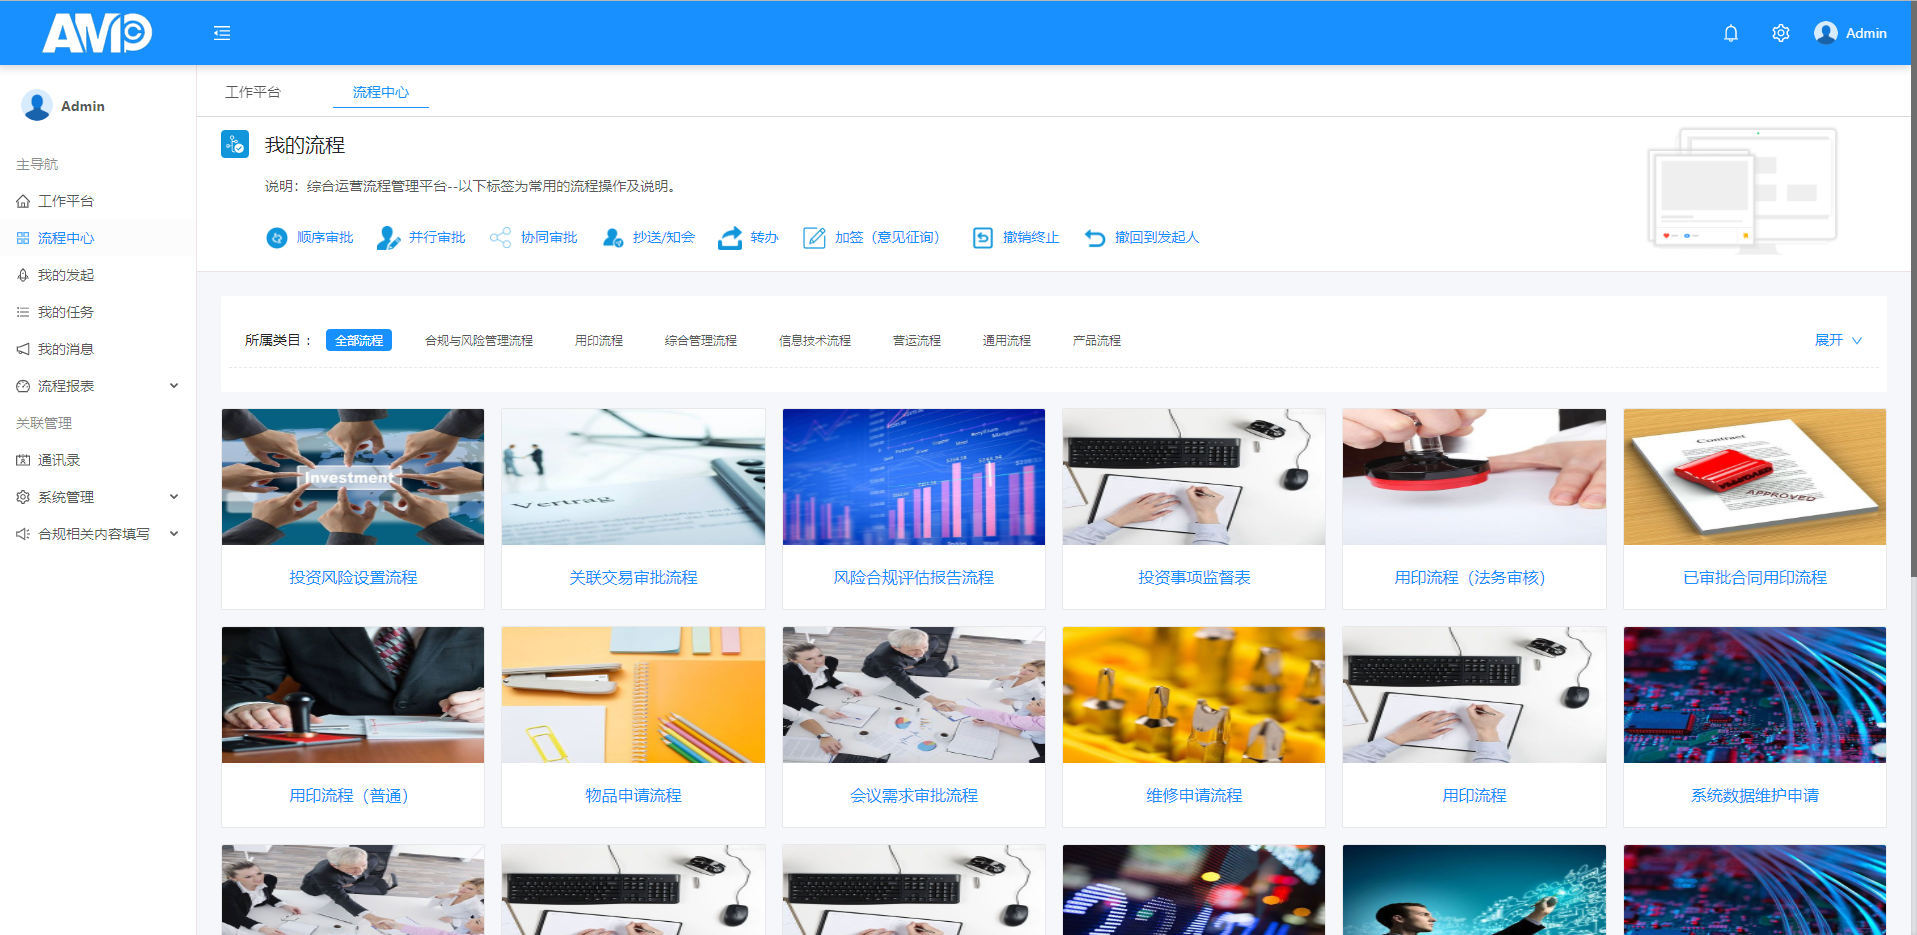 AMP
Admin
Admin
主导航
工作平台
流程中心
我的发起
我的任务
我的消息
流程报表
关联管理
通讯录
系统管理
合规相关内容填写
工作平台
流程中心
我的流程
说明：综合运营流程管理平台--以下标签为常用的流程操作及说明。
顺序审批 并行审批 协同审批 抄送/知会 转办 加签（意见征询） 撤销终止 撤回到发起人
所属类目： 全部流程 合规与风险管理流程 用印流程 综合管理流程 信息技术流程 营运流程 通用流程 产品流程 展开
Investment
Vertrag
Contract
APPROVED
投资风险设置流程
关联交易审批流程
风险合规评估报告流程
投资事项监督表
用印流程（法务审核）
已审批合同用印流程
用印流程（普通）
物品申请流程
会议需求审批流程
维修申请流程
用印流程
系统数据维护申请